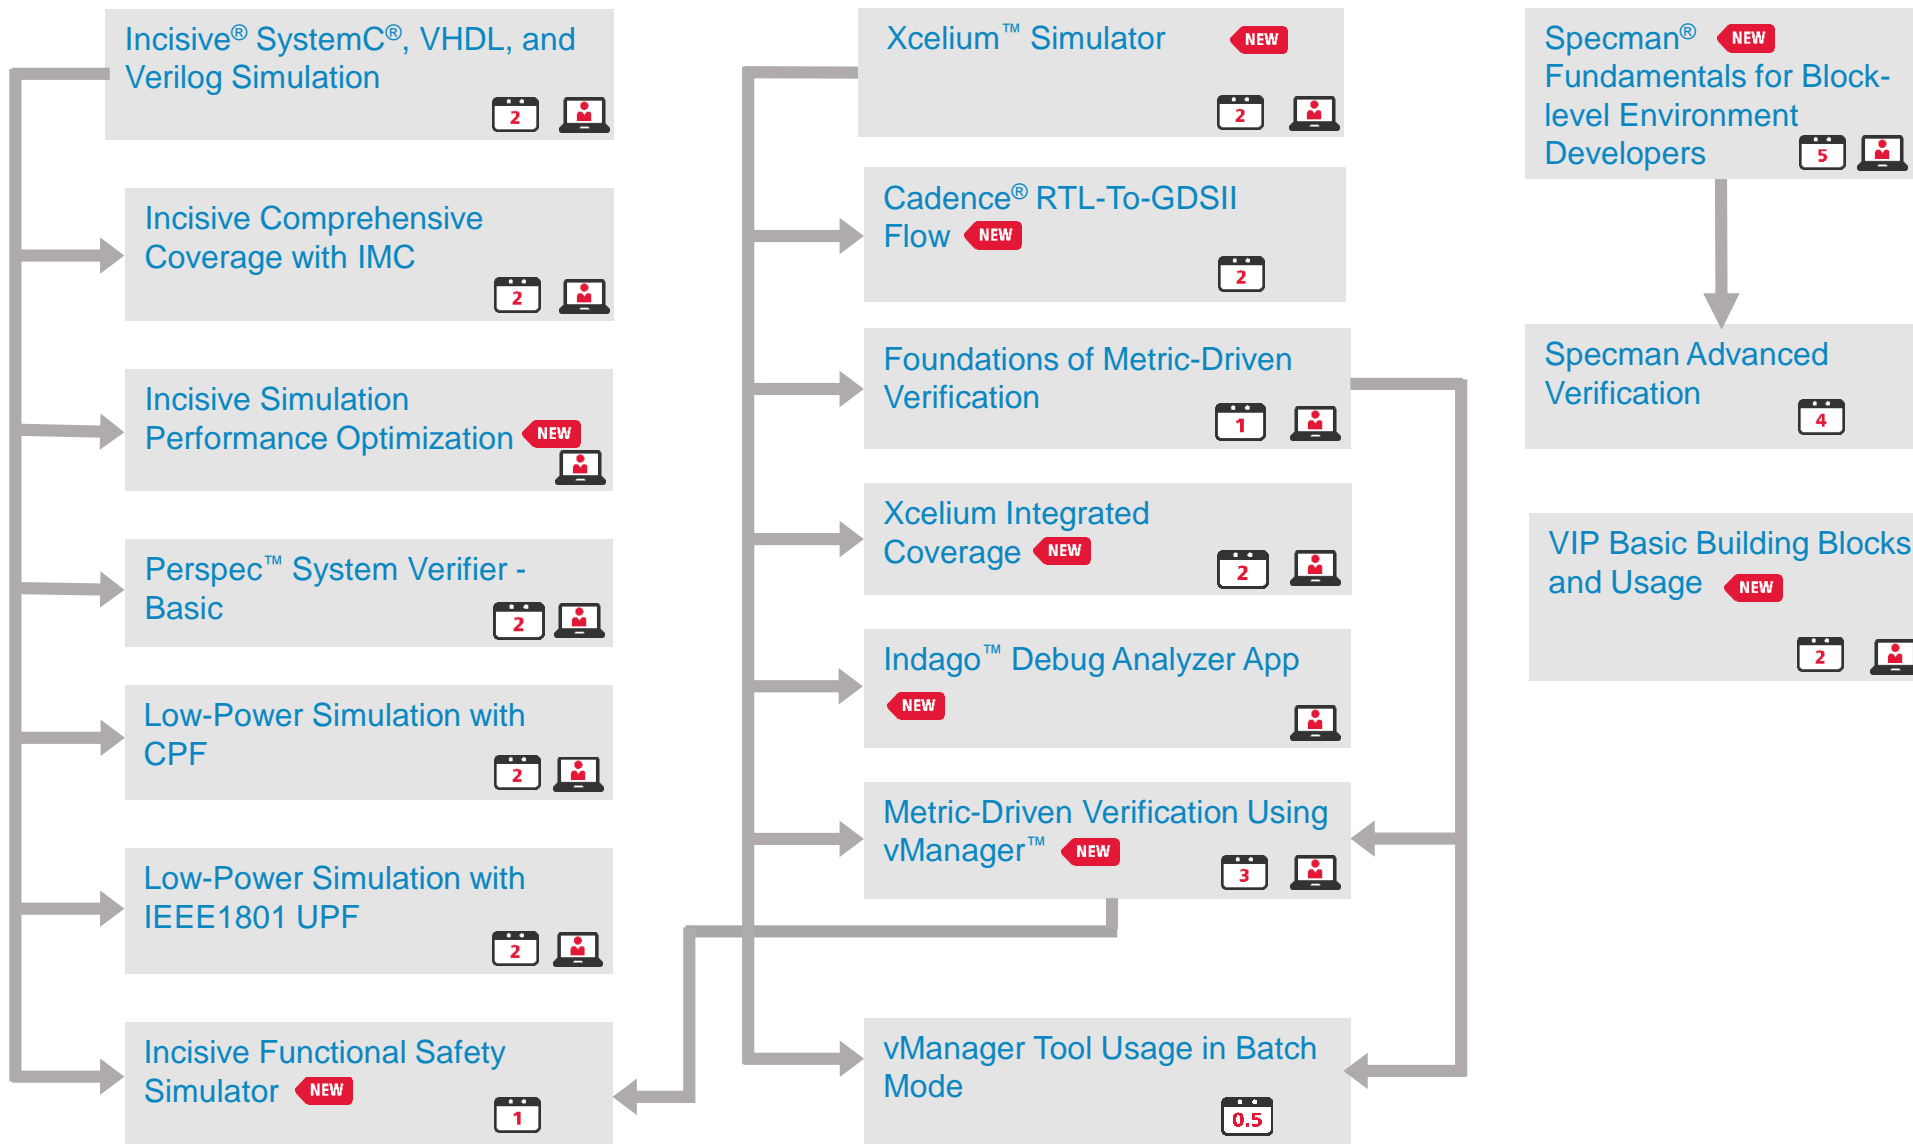 Incisive® SystemC®, VHDL, and
Verilog Simulation
2
Incisive Comprehensive
Coverage with IMC
2
Incisive Simulation
Performance Optimization NEW
Perspec™ System Verifier -
Basic
2
Low-Power Simulation with
CPF
2
Low-Power Simulation with
IEEE1801 UPF
2
Incisive Functional Safety
Simulator NEW
1
Xcelium™ Simulator NEW
2
Cadence® RTL-To-GDSII
Flow NEW
2
Foundations of Metric-Driven
Verification
1
Xcelium Integrated
Coverage NEW
2
Indago™ Debug Analyzer App
NEW
Metric-Driven Verification Using
vManager™ NEW
3
vManager Tool Usage in Batch
Mode
0.5
Specman® NEW
Fundamentals for Block-
level Environment
Developers
5
Specman Advanced
Verification
4
VIP Basic Building Blocks
and Usage NEW
2